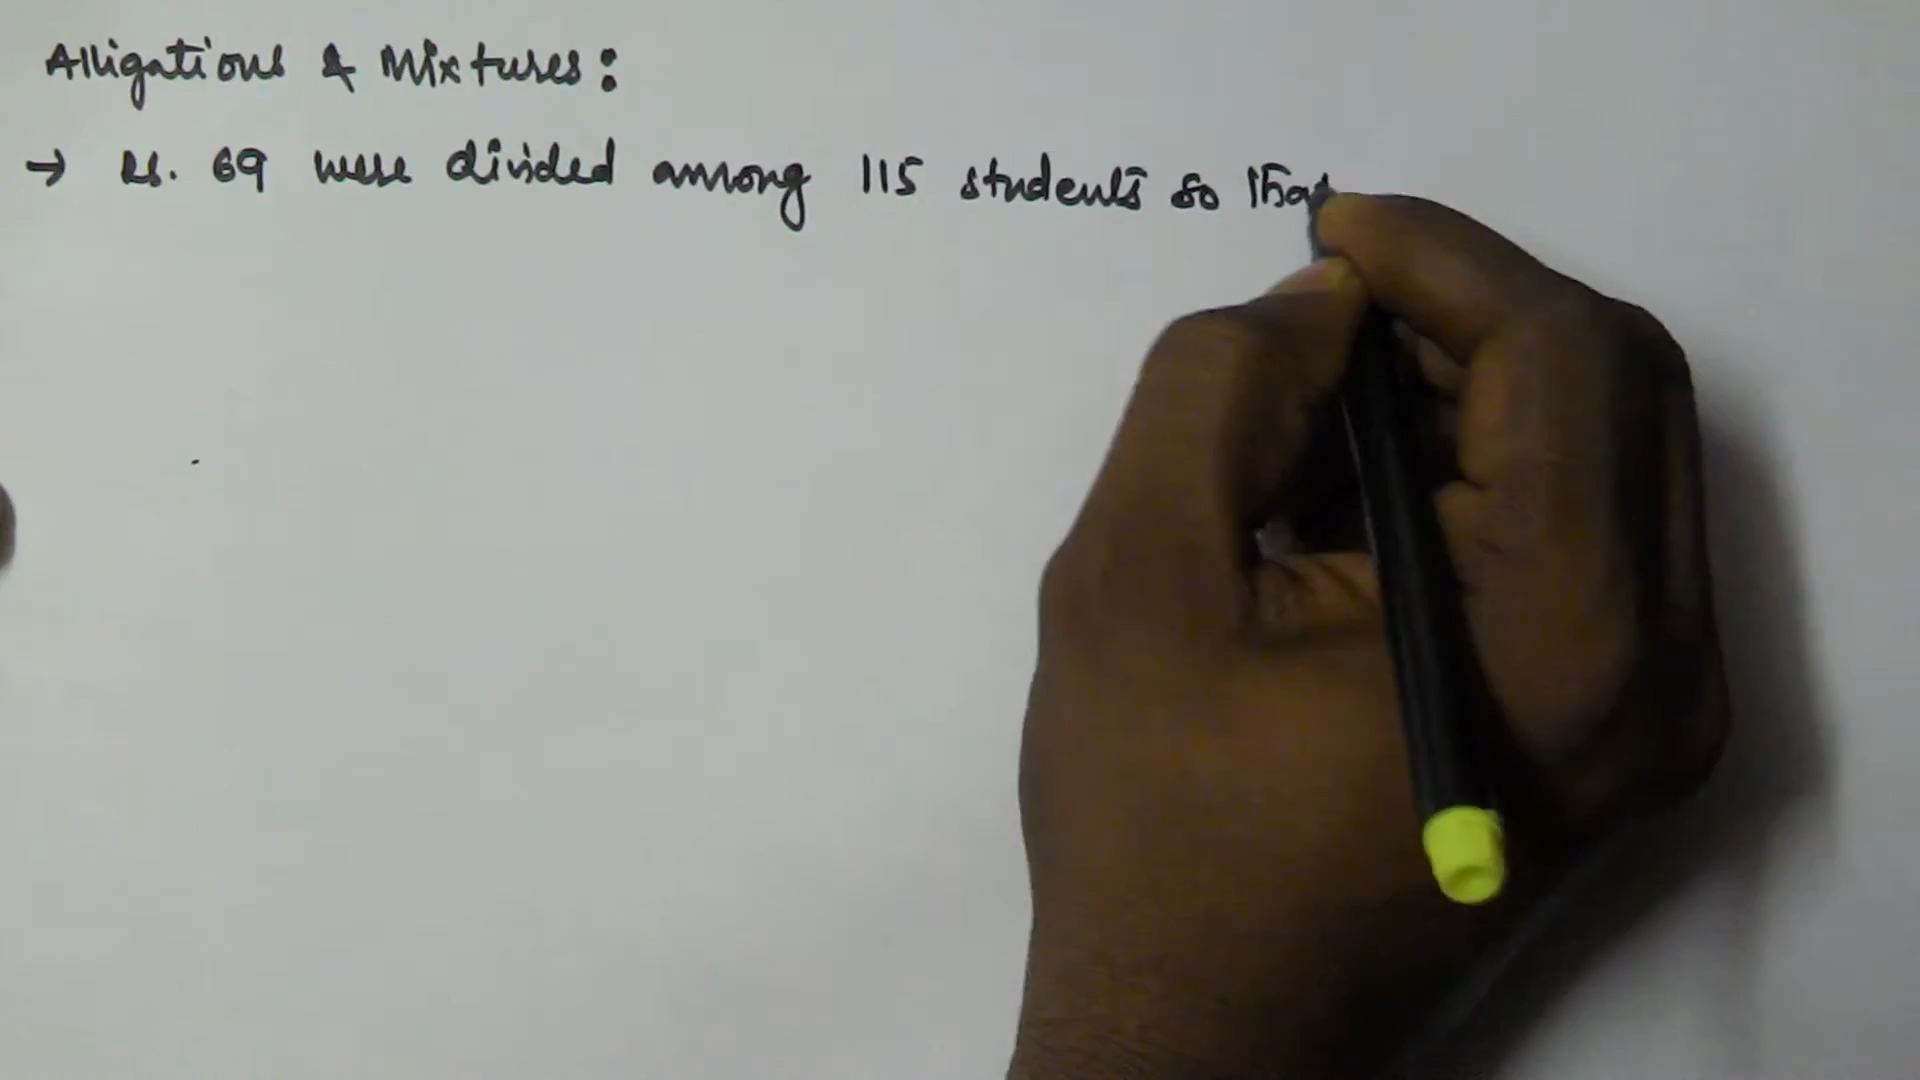 Alligations & Mixtures:
→ Rs. 69 were divided among 115 students so that